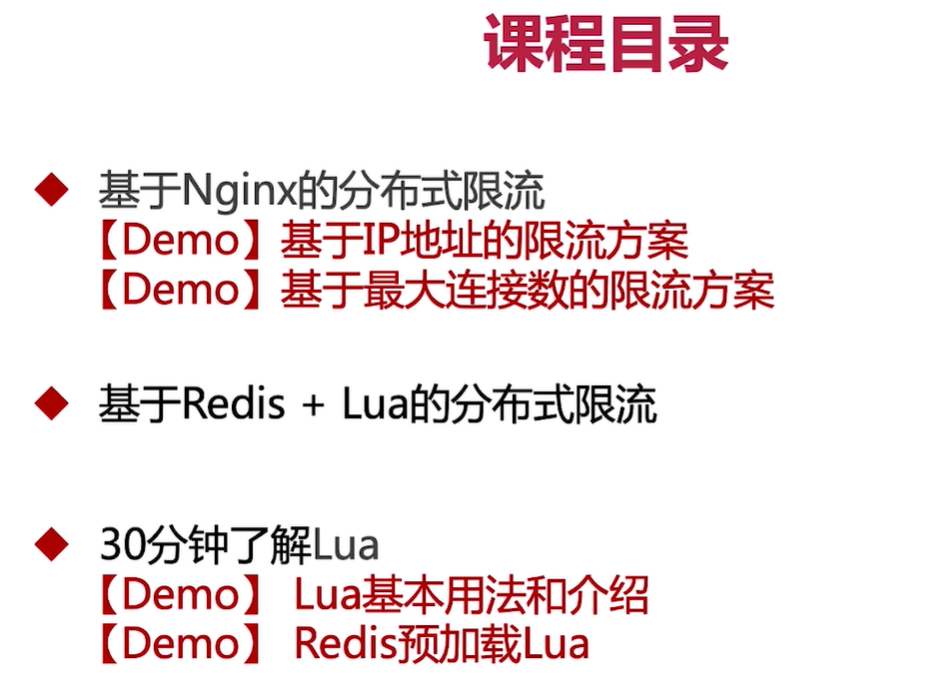 课程目录
基于Nginx的分布式限流
【Demo】基于IP地址的限流方案
【Demo】基于最大连接数的限流方案
基于Redis + Lua的分布式限流
30分钟了解Lua
【Demo】 Lua基本用法和介绍
【Demo】 Redis预加载Lua